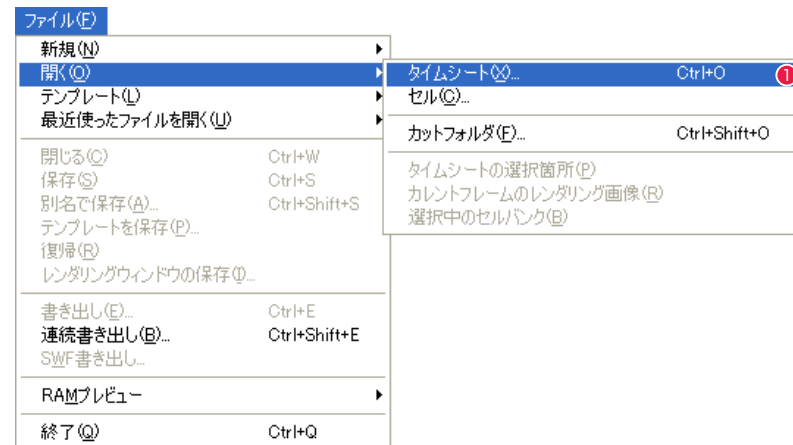 ファイル(F)
新規(N)
開く(O)
テンプレート(L)
最近使ったファイルを開く(U)
閉じる(C) Ctrl+W
保存(S) Ctrl+S
別名で保存(A)... Ctrl+Shift+S
テンプレートを保存(P)...
復帰(R)
レンダリングウィンドウの保存(I)...
書き出し(E)... Ctrl+E
連続書き出し(B)... Ctrl+Shift+E
SWF書き出し...
RAMプレビュー
終了(Q) Ctrl+Q
タイムシート(X)... Ctrl+O 1
セル(C)...
カットフォルダ(F)... Ctrl+Shift+O
タイムシートの選択箇所(P)
カレントフレームのレンダリング画像(R)
選択中のセルバンク(B)